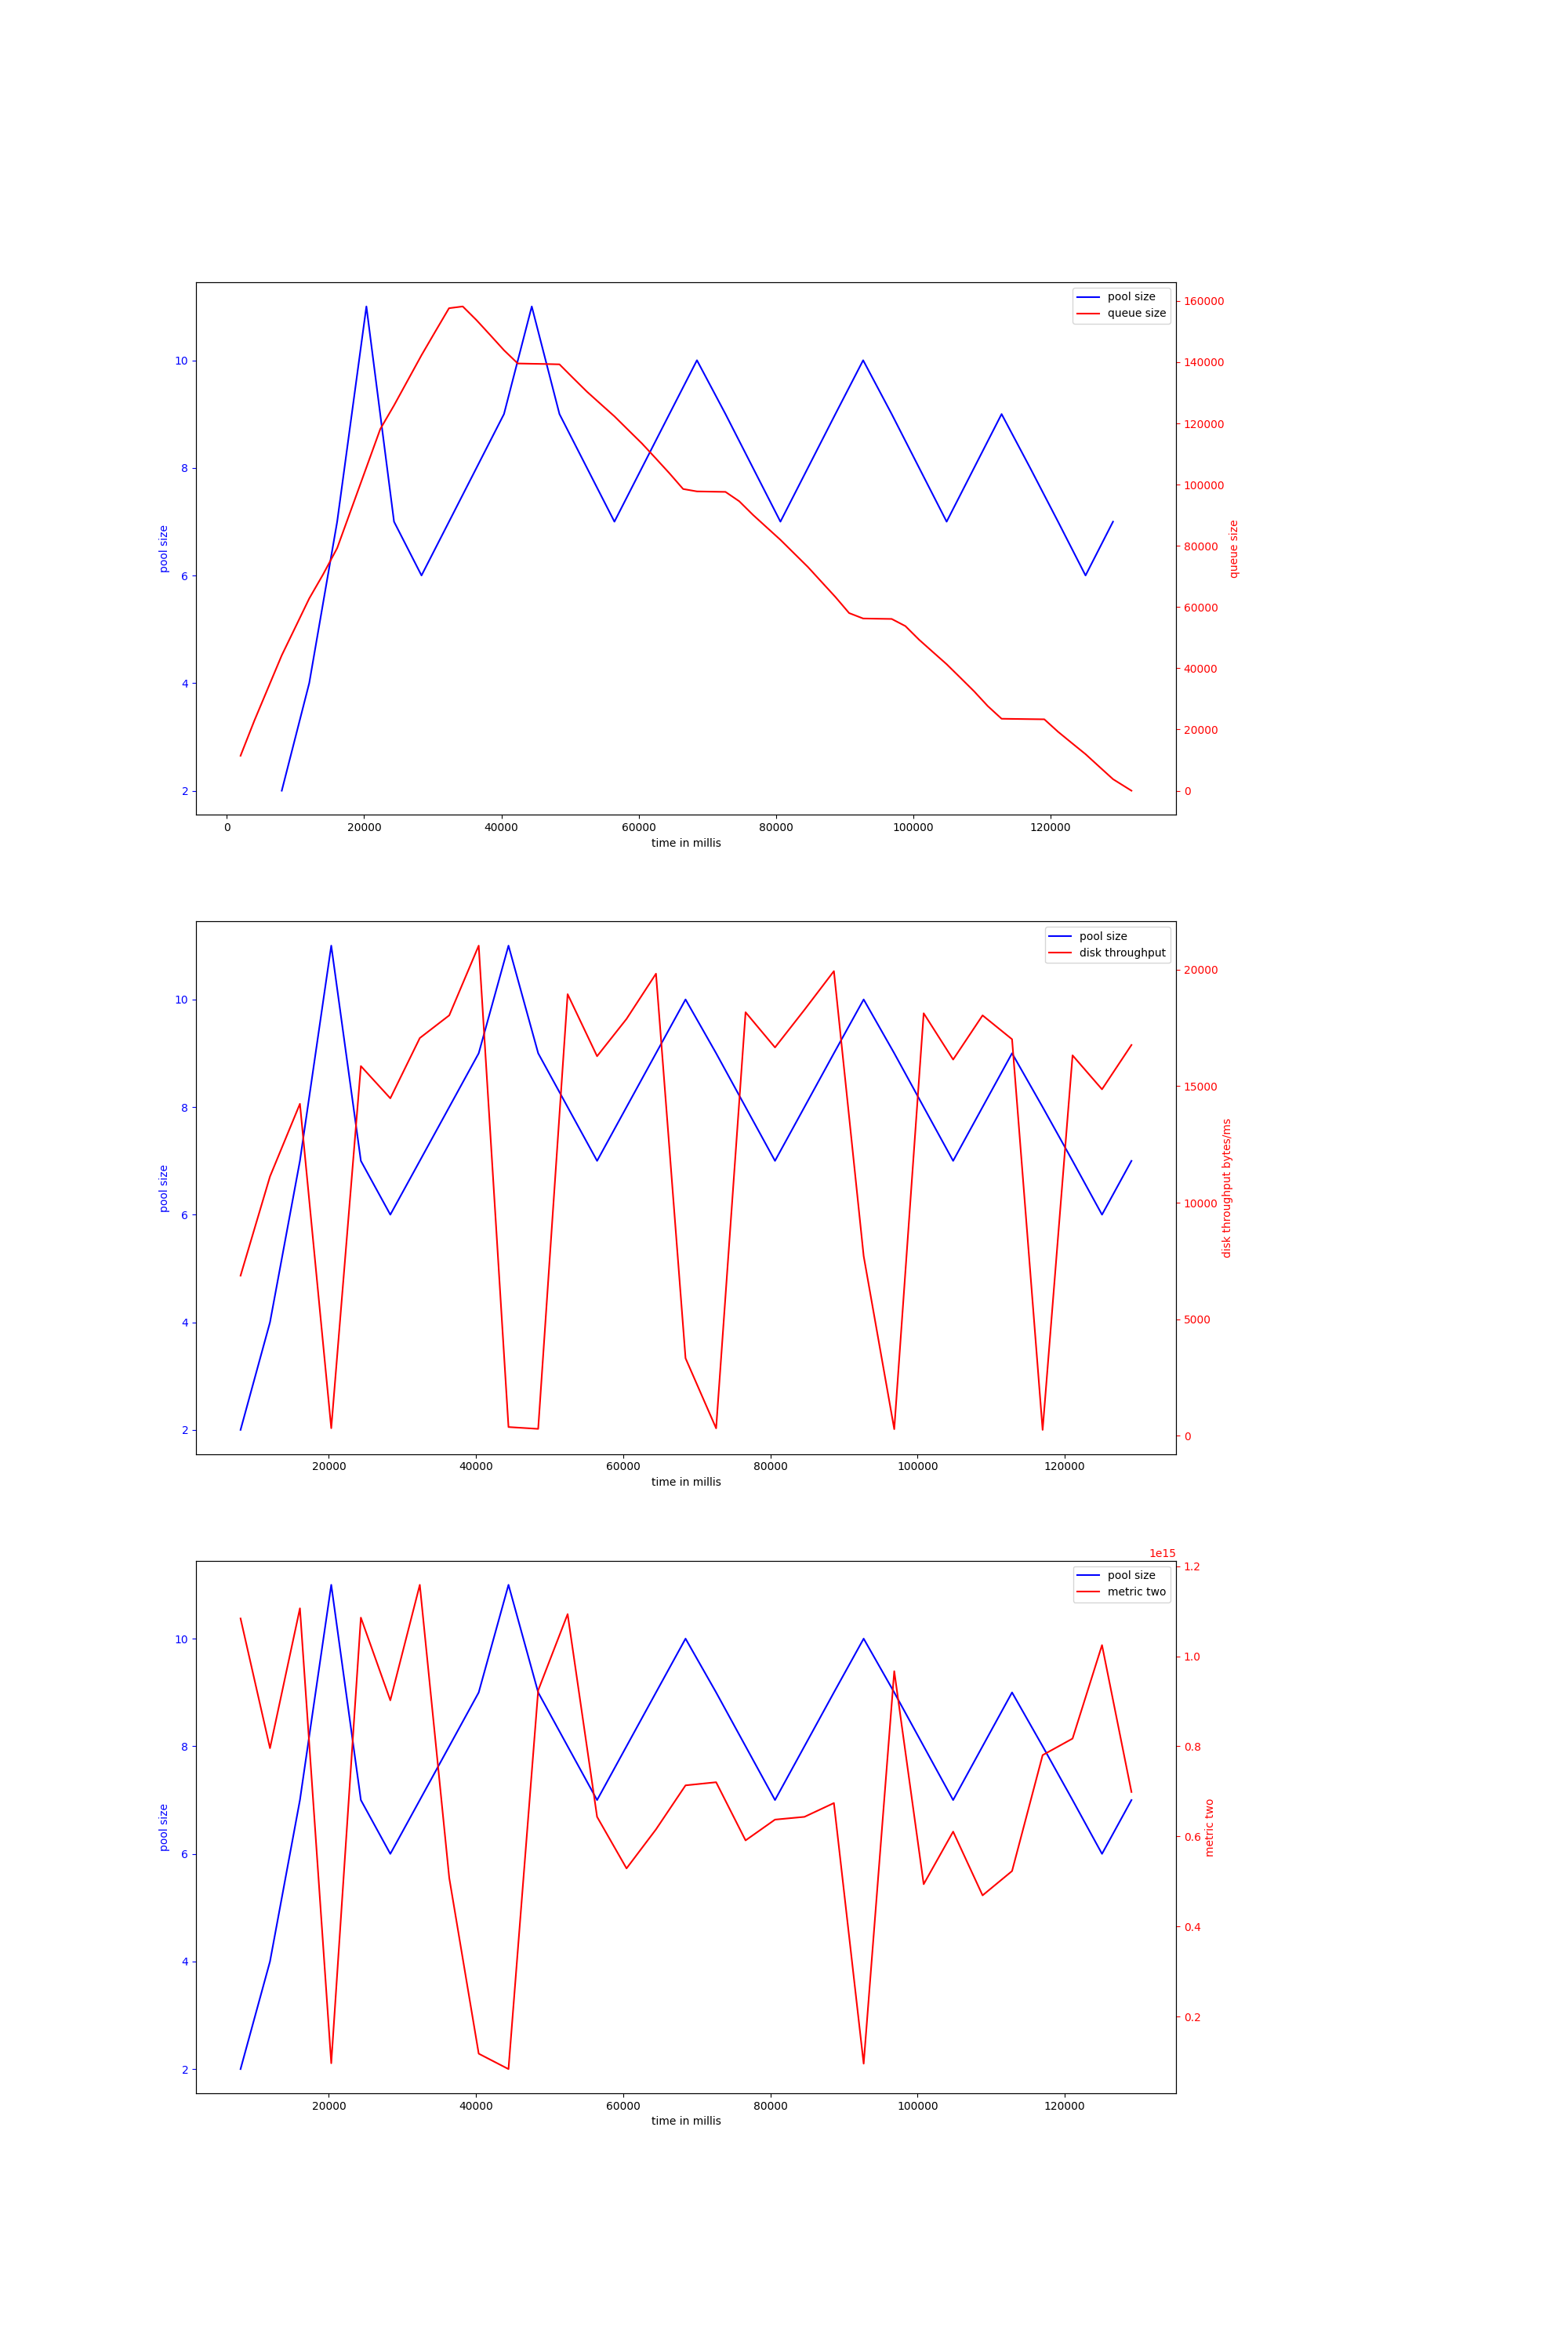 pool size
queue size
160000
140000
120000
100000
80000
60000
40000
20000
0
queue size
10
8
6
4
2
pool size
0 20000 40000 60000 80000 100000 120000
time in millis
pool size
disk throughput
20000
15000
10000
5000
0
disk throughput bytes/ms
10
8
6
4
2
pool size
20000 40000 60000 80000 100000 120000
time in millis
1e15
pool size
metric two
1.2
1.0
0.8
0.6
0.4
0.2
metric two
10
8
6
4
2
pool size
20000 40000 60000 80000 100000 120000
time in millis